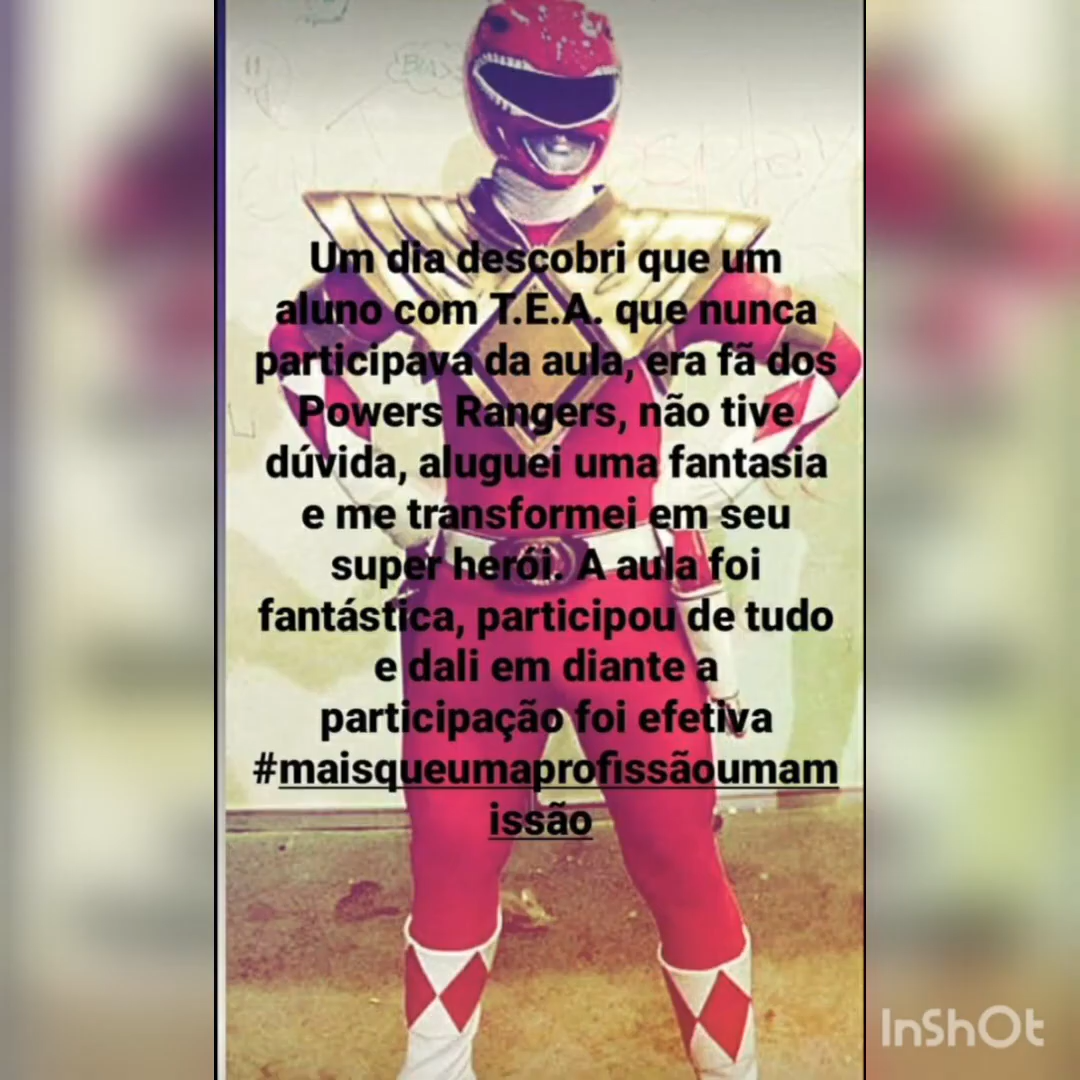 Um dia descobri que um
aluno com T.E.A. que nunca
participava da aula, era fã dos
Powers Rangers, não tive
dúvida, aluguei uma fantasia
e me transformei em seu
super herói. A aula foi
fantástica, participou de tudo
e dali em diante a
participação foi efetiva
#maisqueumaprofissãoumam
issão
InShOt